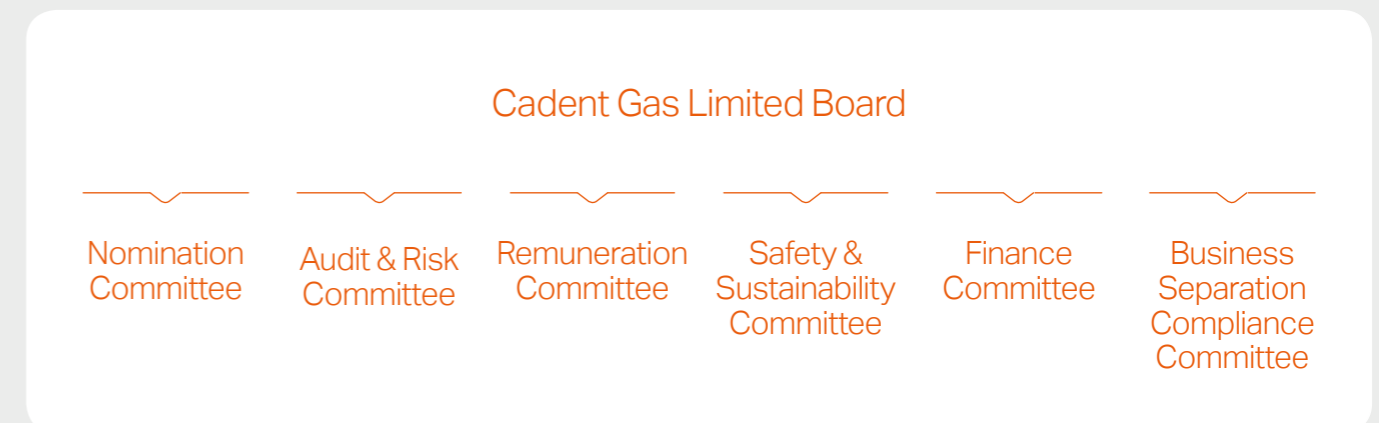 Cadent Gas Limited Board
Nomination
Committee
Audit & Risk
Committee
Remuneration
Committee
Safety &
Sustainability
Committee
Finance
Committee
Business
Separation
Compliance
Committee